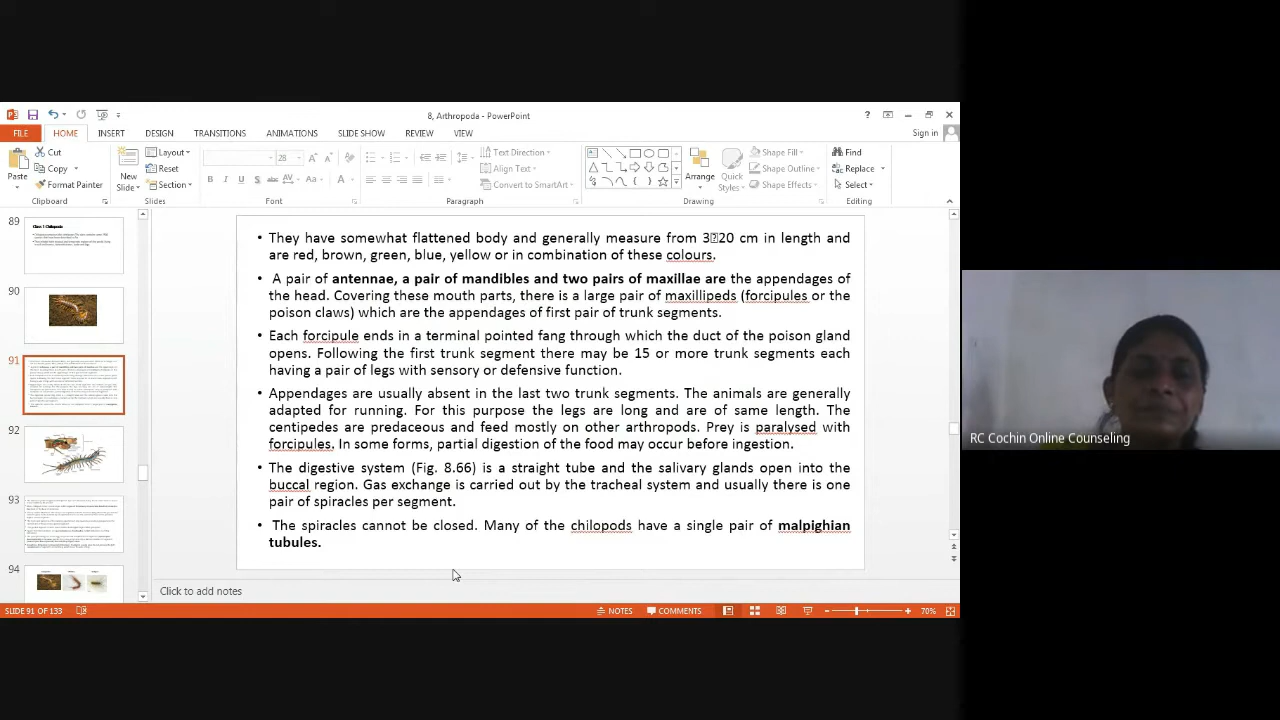 8, Arthropoda - PowerPoint
?
FILE HOME INSERT DESIGN TRANSITIONS ANIMATIONS SLIDE SHOW REVIEW VIEW Sign in
Paste
Cut
Copy
Format Painter
Clipboard
New Slide
Layout
Reset
Section
Slides
28
Font
Text Direction
Align Text
Convert to SmartArt
Paragraph
Arrange
Quick Styles
Shape Fill
Shape Outline
Shape Effects
Drawing
Find
Replace
Select
Editing
89
Class 1 Chilopoda
90
91
92
93
94
• They have somewhat flattened body and generally measure from 3 20 cm in length and
are red, brown, green, blue, yellow or in combination of these colours.
• A pair of antennae, a pair of mandibles and two pairs of maxillae are the appendages of
the head. Covering these mouth parts, there is a large pair of maxillipeds (forcipules or the
poison claws) which are the appendages of first pair of trunk segments.
• Each forcipule ends in a terminal pointed fang through which the duct of the poison gland
opens. Following the first trunk segment there may be 15 or more trunk segments each
having a pair of legs with sensory or defensive function.
• Appendages are usually absent in the last two trunk segments. The animals are generally
adapted for running. For this purpose the legs are long and are of same length. The
centipedes are predaceous and feed mostly on other arthropods. Prey is paralysed with
forcipules. In some forms, partial digestion of the food may occur before ingestion.
• The digestive system (Fig. 8.66) is a straight tube and the salivary glands open into the
buccal region. Gas exchange is carried out by the tracheal system and usually there is one
pair of spiracles per segment.
• The spiracles cannot be closed. Many of the chilopods have a single pair of malpighian
tubules.
Click to add notes
SLIDE 91 OF 133
NOTES COMMENTS 70%
RC Cochin Online Counseling